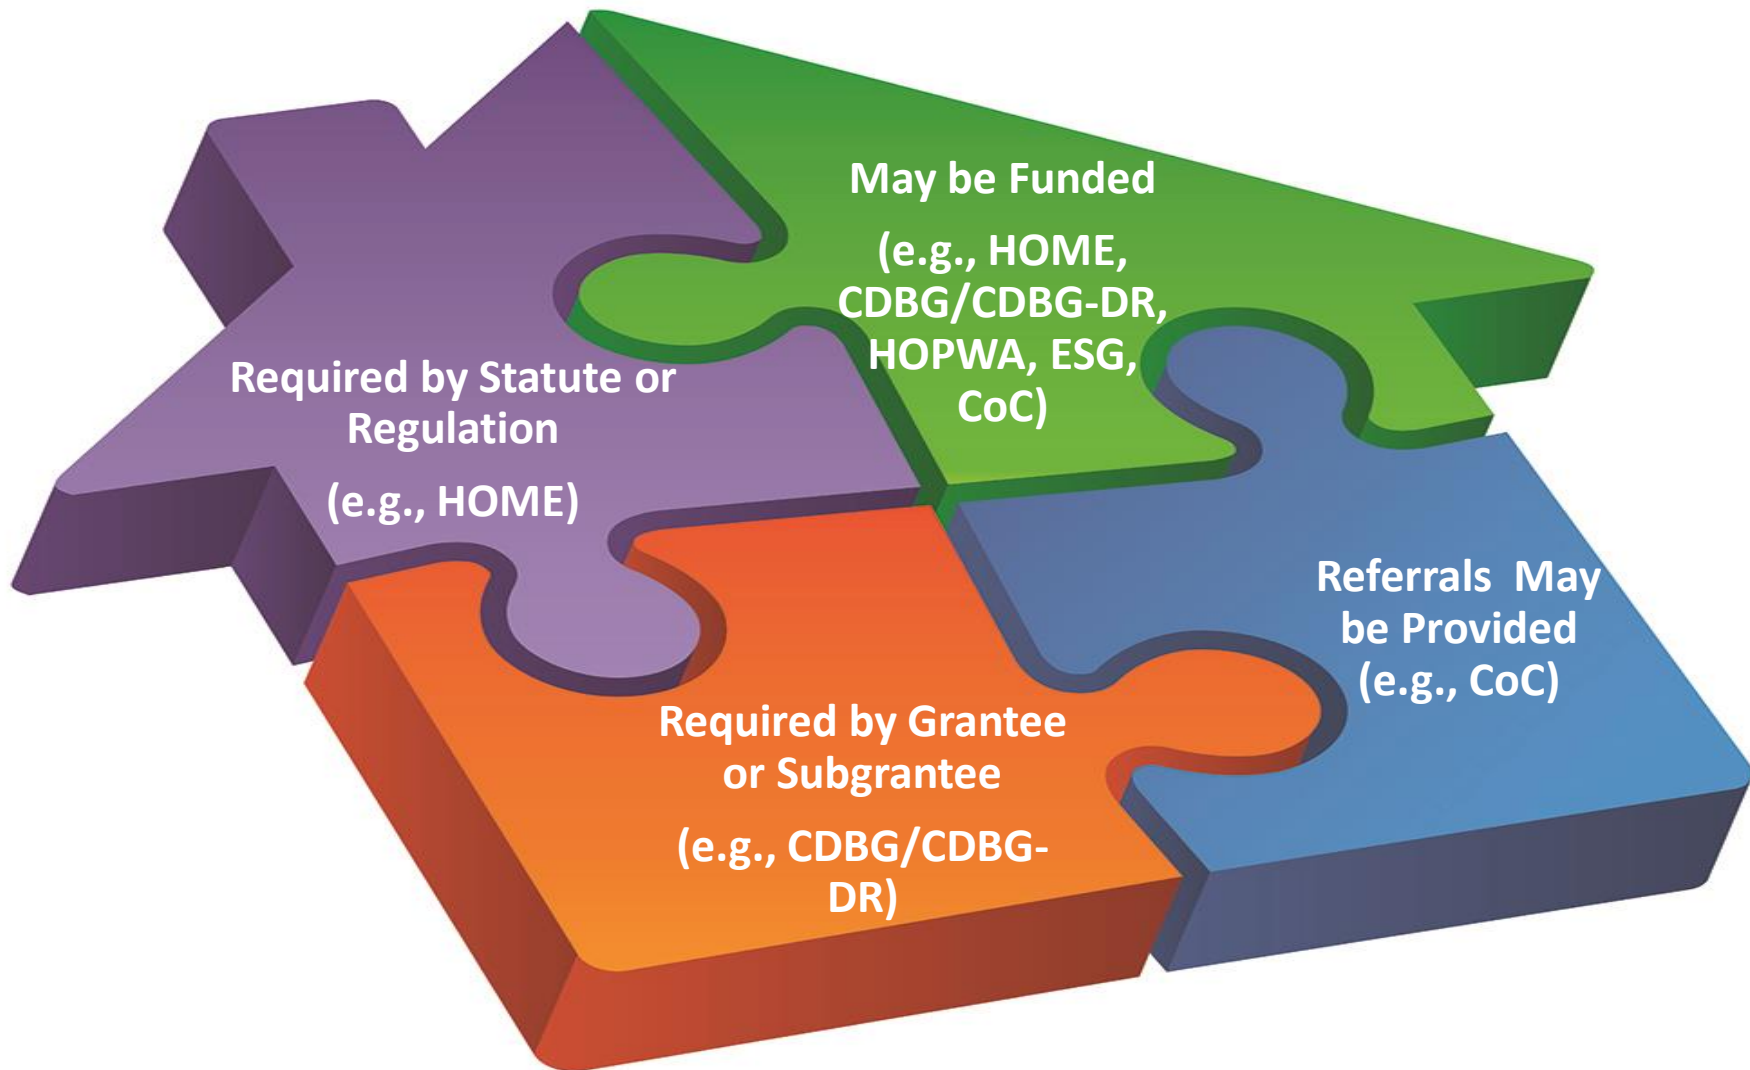 May be Funded
(e.g., HOME,
CDBG/CDBG-DR,
HOPWA, ESG,
CoC)
Required by Statute or
Regulation
(e.g., HOME)
Referrals  May
be Provided
(e.g., CoC)
Required by Grantee
or Subgrantee
(e.g., CDBG/CDBG-
DR)